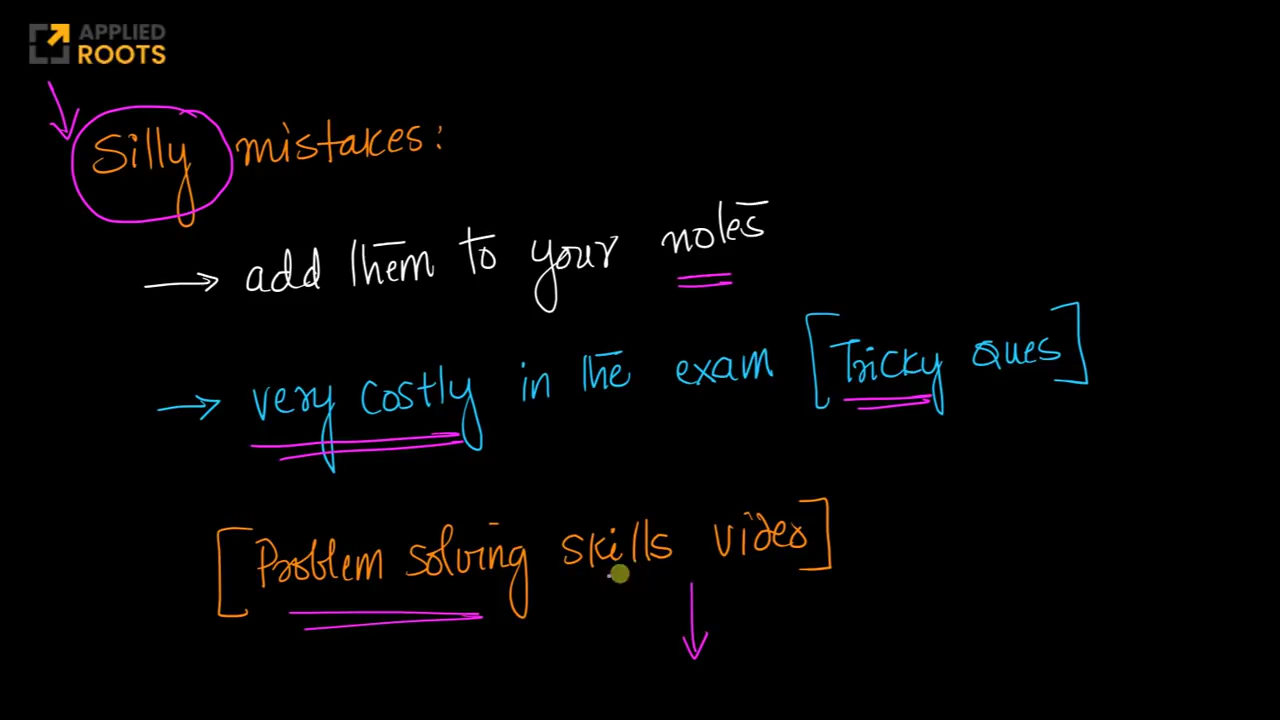 APPLIED
ROOTS
Silly mistakes:
→ add them to your notes
→ very costly in the exam [Tricky Ques]
[Problem solving skills video]